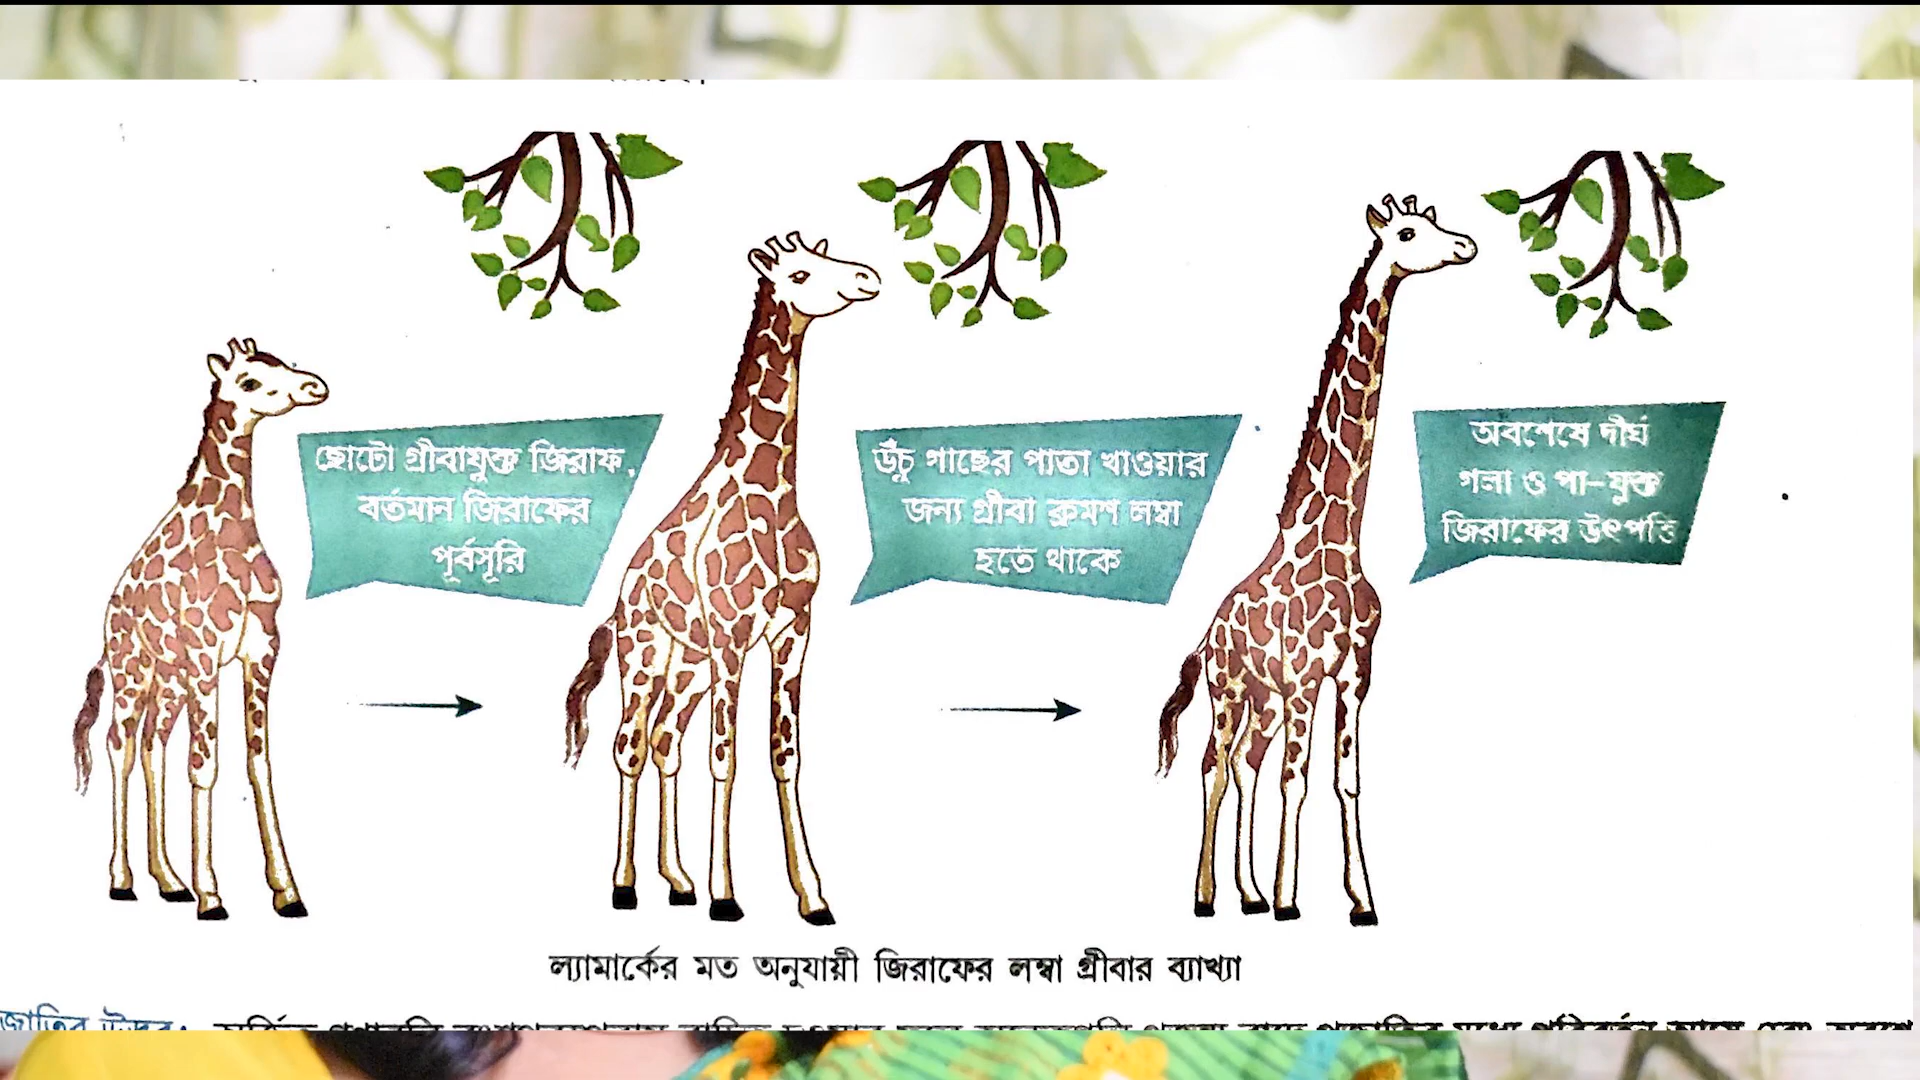 ছোটো গ্রীবাযুক্ত জিরাফ,
বর্তমান জিরাফের
পূর্বসূরি
উঁচু গাছের পাতা খাওয়ার
জন্য গ্রীবা ক্রমশ লম্বা
হতে থাকে
অবশেষে দীর্ঘ
গলা ও পা-যুক্ত
জিরাফের উৎপত্তি
ল্যামার্কের মত অনুযায়ী জিরাফের লম্বা গ্রীবার ব্যাখ্যা